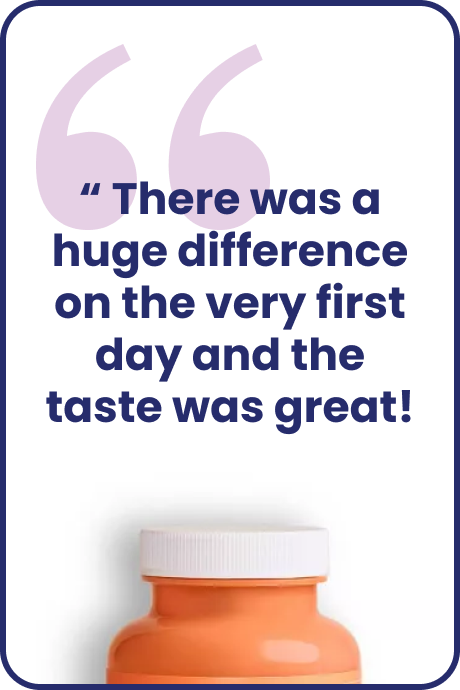 “ There was a
huge difference
on the very first
day and the
taste was great!